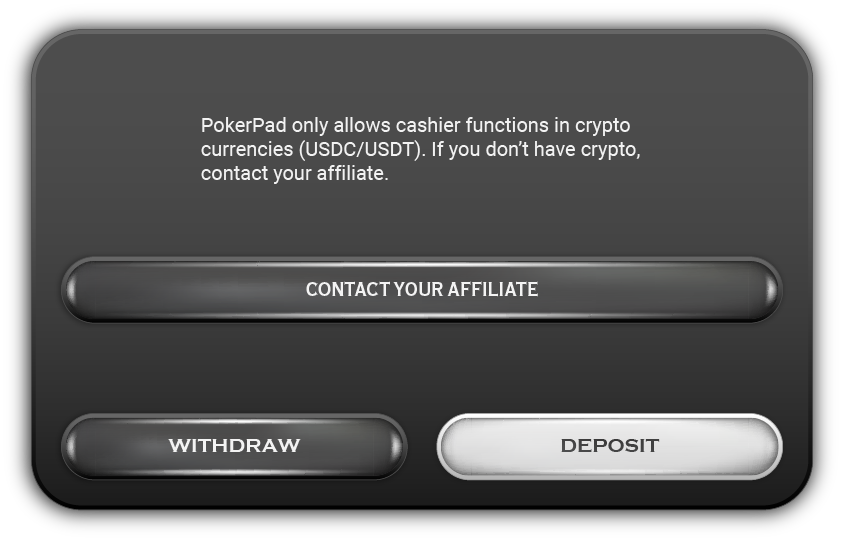 PokerPad only allows cashier functions in crypto
currencies (USDC/USDT). If you don’t have crypto,
contact your affiliate.
CONTACT YOUR AFFILIATE
WITHDRAW
DEPOSIT